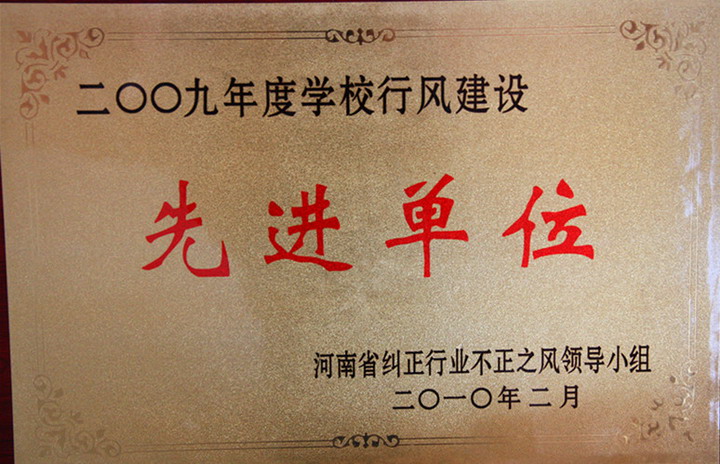 二〇〇九年度学校行风建设
先进单位
河南省纠正行业不正之风领导小组
二〇一〇年二月